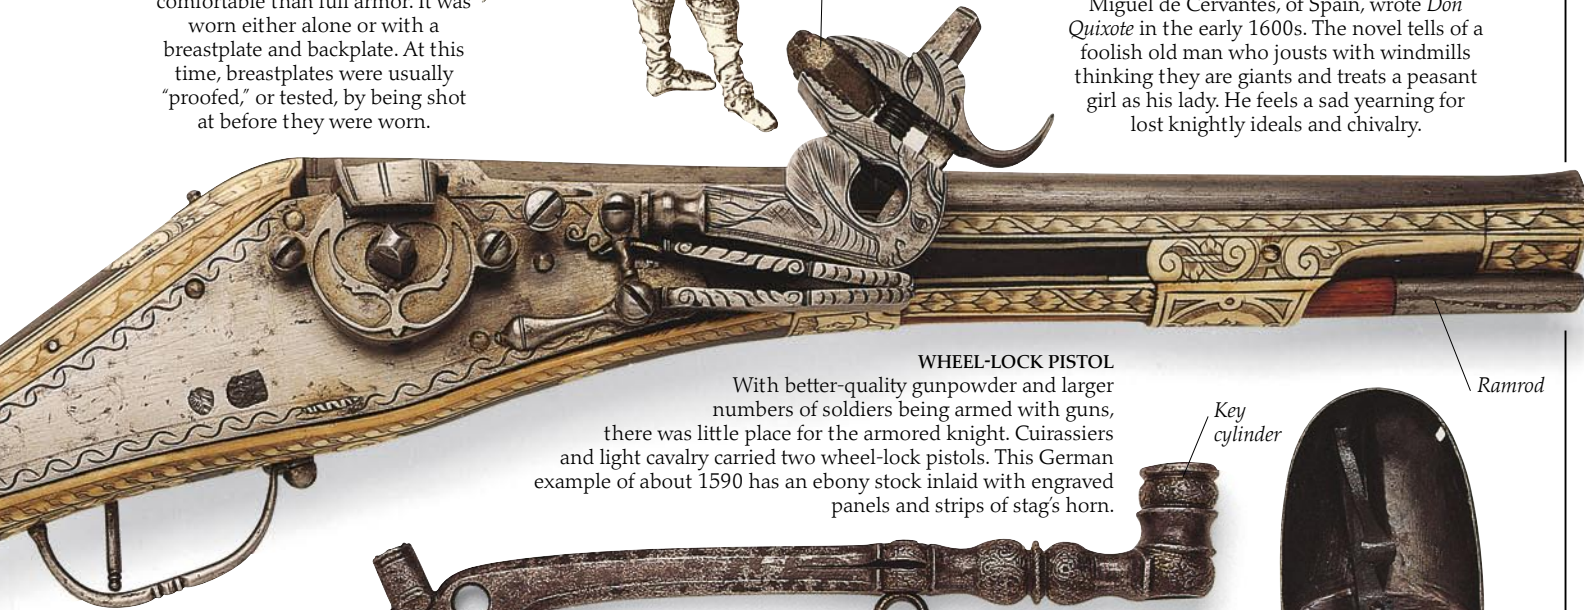 comfortable than full armor. It was
worn either alone or with a
breastplate and backplate. At this
time, breastplates were usually
“proofed,” or tested, by being shot
at before they were worn.
Miguel de Cervantes, of Spain, wrote Don
Quixote in the early 1600s. The novel tells of a
foolish old man who jousts with windmills
thinking they are giants and treats a peasant
girl as his lady. He feels a sad yearning for
lost knightly ideals and chivalry.
WHEEL-LOCK PISTOL
With better-quality gunpowder and larger
numbers of soldiers being armed with guns,
there was little place for the armored knight. Cuirassiers
and light cavalry carried two wheel-lock pistols. This German
example of about 1590 has an ebony stock inlaid with engraved
panels and strips of stag’s horn.
Ramrod
Key
cylinder